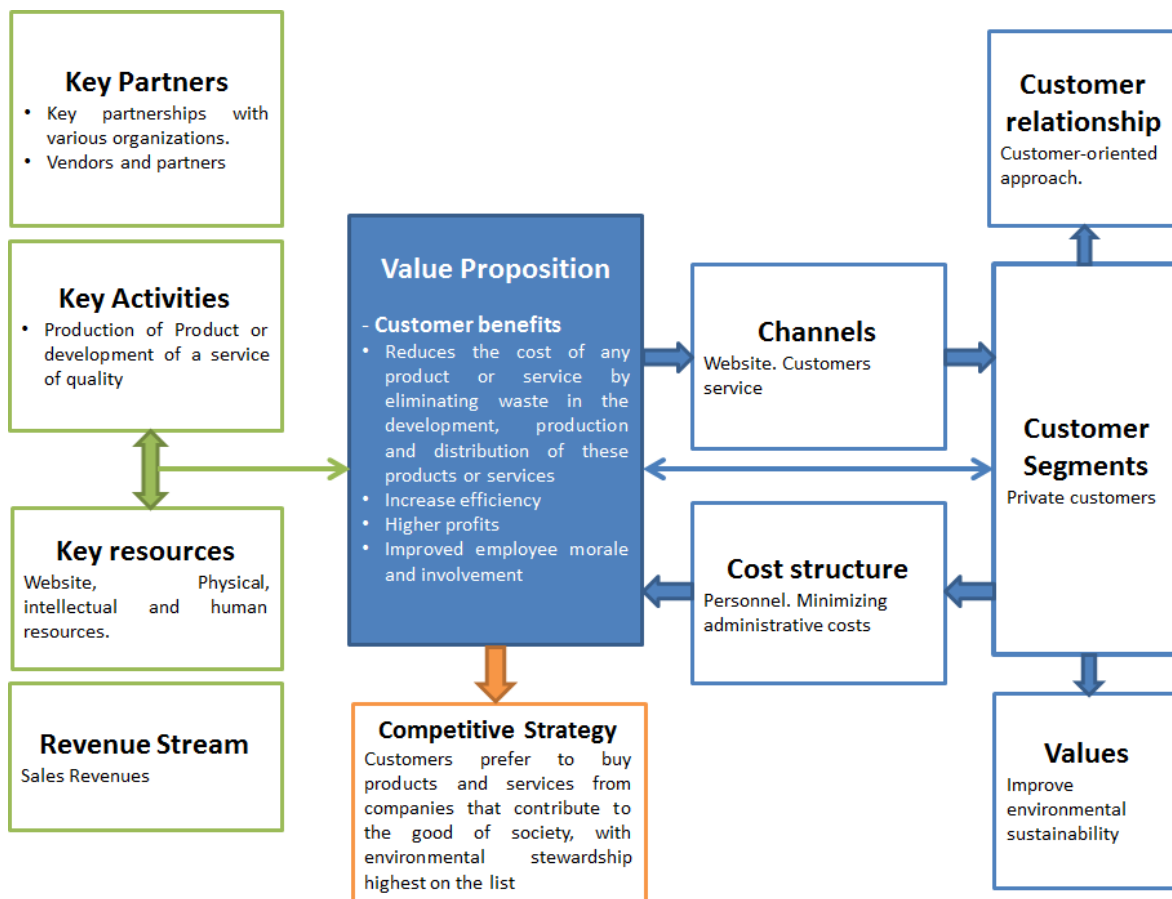 Key Partners
• Key partnerships with
various organizations.
• Vendors and partners
Key Activities
• Production of Product or
development of a service
of quality
Key resources
Website, Physical,
intellectual and human
resources.
Revenue Stream
Sales Revenues
Value Proposition
- Customer benefits
• Reduces the cost of any
product or service by
eliminating waste in the
development, production
and distribution of these
products or services
• Increase efficiency
• Higher profits
• Improved employee morale
and involvement
Competitive Strategy
Customers prefer to buy
products and services from
companies that contribute to
the good of society, with
environmental stewardship
highest on the list
Channels
Website. Customers
service
Cost structure
Personnel. Minimizing
administrative costs
Customer
relationship
Customer-oriented
approach.
Customer
Segments
Private customers
Values
Improve
environmental
sustainability